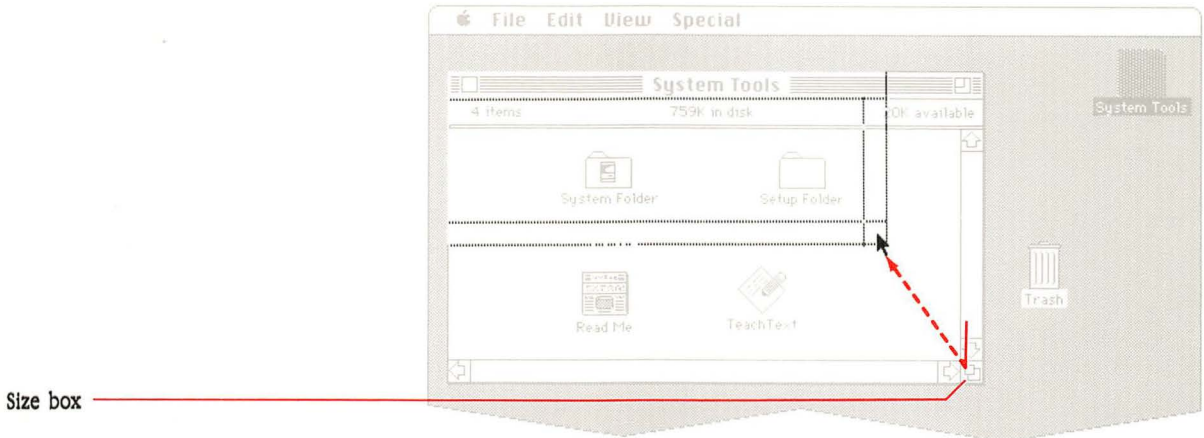 File Edit View Special
System Tools
4 items 759K in disk 0K available
System Tools
System Folder Setup Folder
Trash
Read Me TeachText
Size box